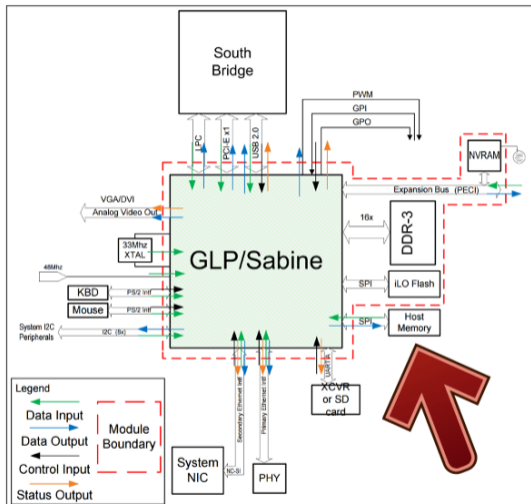 South
Bridge
PWM
GPI
GPO
LPC
PCI-E x1
USB 2.0
NVRAM
Expansion Bus (PECI)
VGA/DVI
Analog Video Out
33Mhz
XTAL
GLP/Sabine
16x
DDR-3
48Mhz
KBD
PS/2 Intf
Mouse
PS/2 Intf
SPI
iLO Flash
SPI
Host
Memory
System I2C
Peripherals
I2C (6x)
UART A
XCVR
or SD
card
Secondary Ethernet Intf
Primary Ethernet Intf
NC-SI
System
NIC
PHY
Legend
Data Input
Data Output
Control Input
Status Output
Module
Boundary